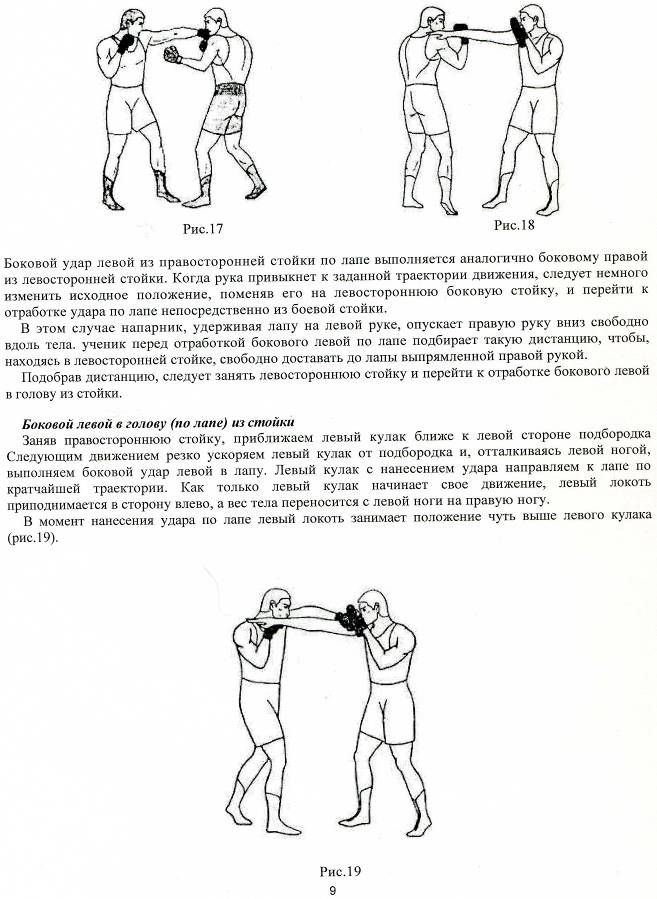 Рис.17
Рис.18
Боковой удар левой из правосторонней стойки по лапе выполняется аналогично боковому правой
из левосторонней стойки. Когда рука привыкнет к заданной траектории движения, следует немного
изменить исходное положение, поменяв его на левостороннюю боковую стойку, и перейти к
отработке удара по лапе непосредственно из боевой стойки.
В этом случае напарник, удерживая лапу на левой руке, опускает правую руку вниз свободно
вдоль тела. ученик перед отработкой бокового левой по лапе подбирает такую дистанцию, чтобы,
находясь в левосторонней стойке, свободно доставать до лапы выпрямленной правой рукой.
Подобрав дистанцию, следует занять левостороннюю стойку и перейти к отработке бокового левой
в голову из стойки.
Боковой левой в голову (по лапе) из стойки
Заняв правостороннюю стойку, приближаем левый кулак ближе к левой стороне подбородка
Следующим движением резко ускоряем левый кулак от подбородка и, отталкиваясь левой ногой,
выполняем боковой удар левой в лапу. Левый кулак с нанесением удара направляем к лапе по
кратчайшей траектории. Как только левый кулак начинает свое движение, левый локоть
приподнимается в сторону влево, а вес тела переносится с левой ноги на правую ногу.
В момент нанесения удара по лапе левый локоть занимает положение чуть выше левого кулака
(рис.19).
Рис.19
9